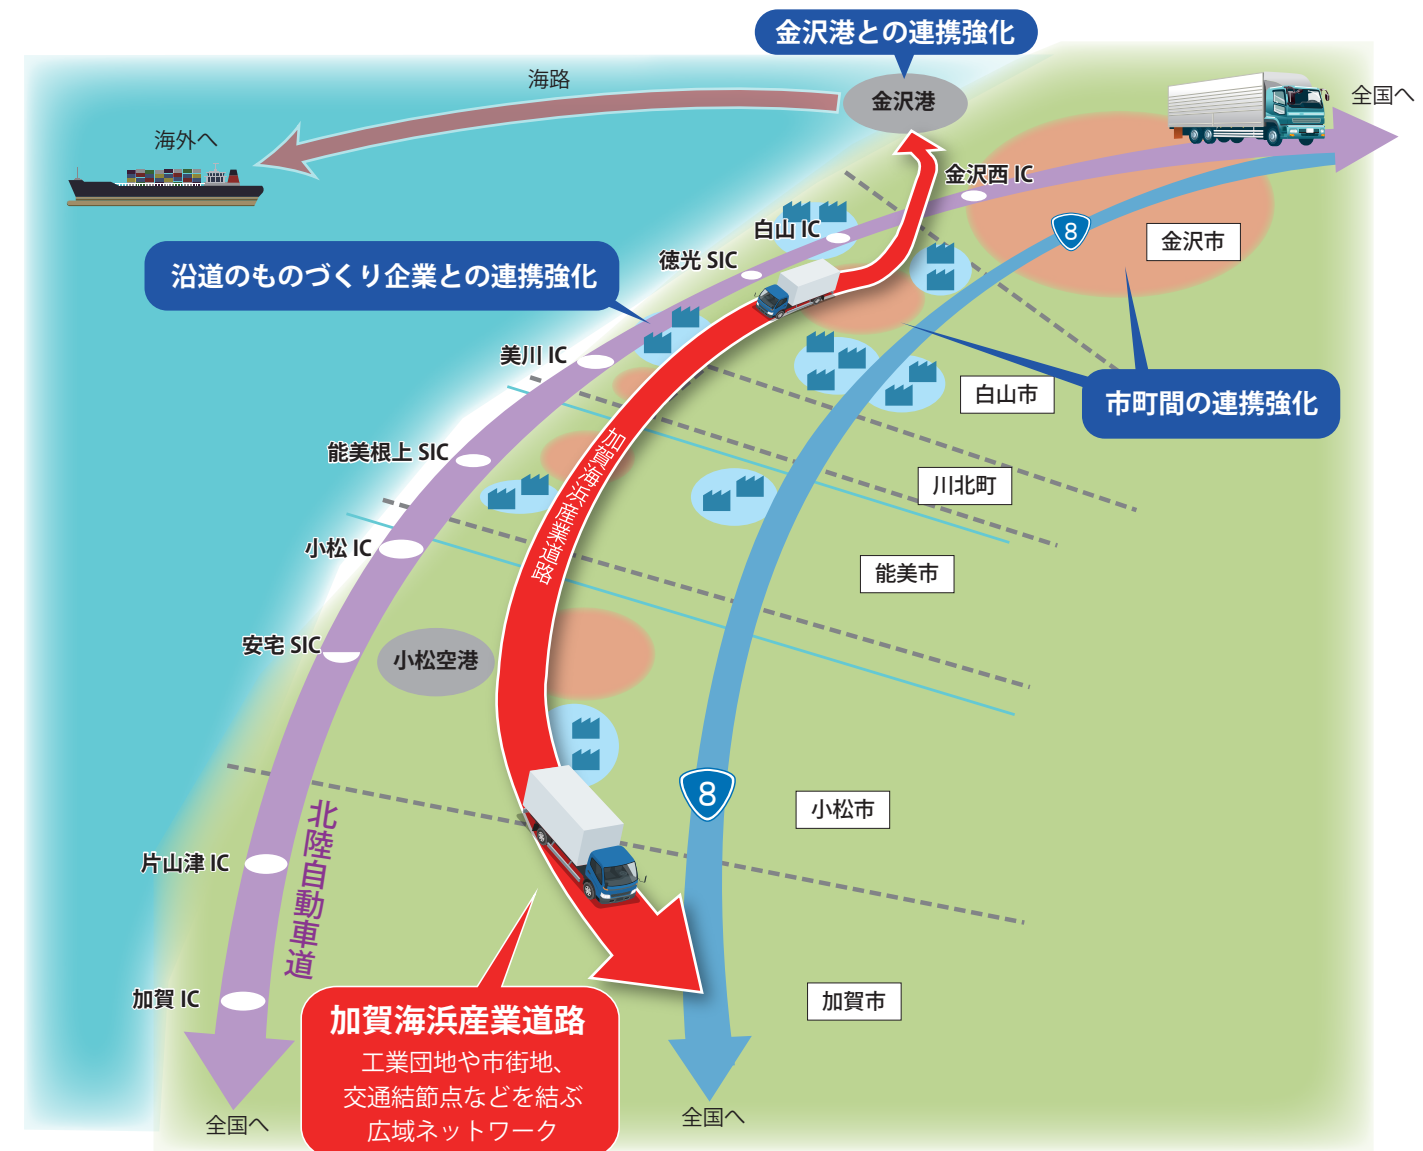 金沢港との連携強化
海路
金沢港
全国へ
海外へ
金沢西 IC
白山 IC
8
金沢市
徳光 SIC
沿道のものづくり企業との連携強化
美川 IC
白山市
市町間の連携強化
能美根上 SIC
加賀海浜産業道路
川北町
小松 IC
能美市
安宅 SIC
小松空港
8
小松市
北陸自動車道
片山津 IC
加賀 IC
加賀市
加賀海浜産業道路
工業団地や市街地、
交通結節点などを結ぶ
広域ネットワーク
全国へ
全国へ